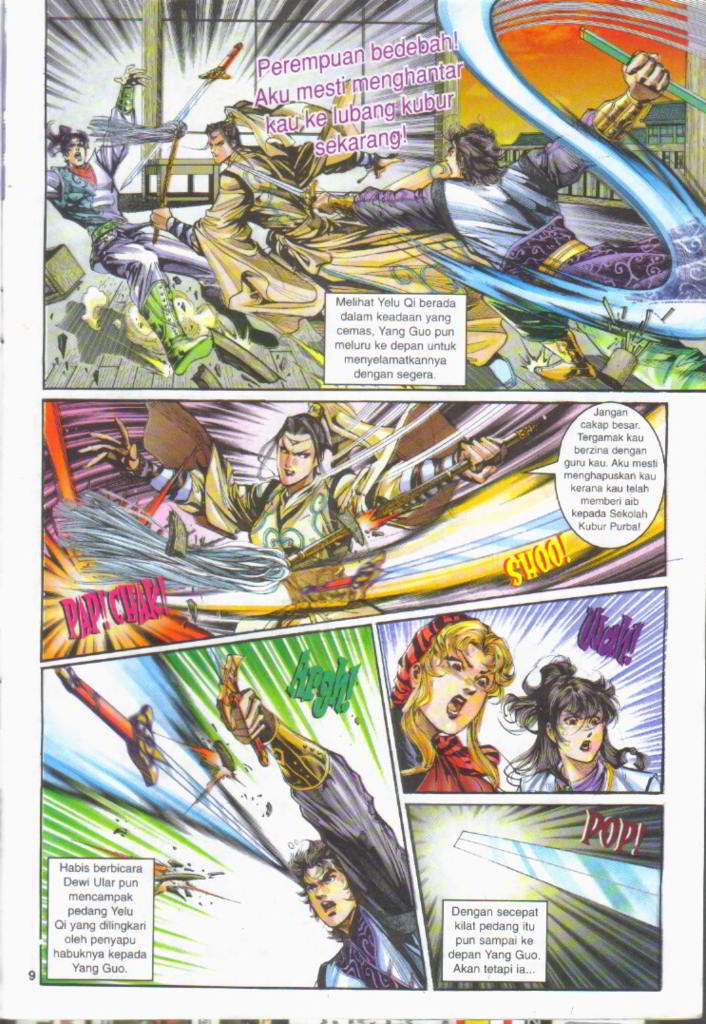 Perempuan bedebah!
Aku mesti menghantar
kau ke lubang kubur
sekarang!
Melihat Yelu Qi berada
dalam keadaan yang
cemas, Yang Guo pun
meluru ke depan untuk
menyelamatkannya
dengan segera.
Jangan
cakap besar.
Tergamak kau
berzina dengan
guru kau. Aku mesti
menghapuskan kau
kerana kau telah
memberi aib
kepada Sekolah
Kubur Purba!
SHOO!
PAP! CHAK!
Argh!
Uuah!
POP!
Habis berbicara
Dewi Ular pun
mencampak
pedang Yelu
Qi yang dilingkari
oleh penyapu
habuknya kepada
Yang Guo.
Dengan secepat
kilat pedang itu
pun sampai ke
depan Yang Guo.
Akan tetapi ia...
9